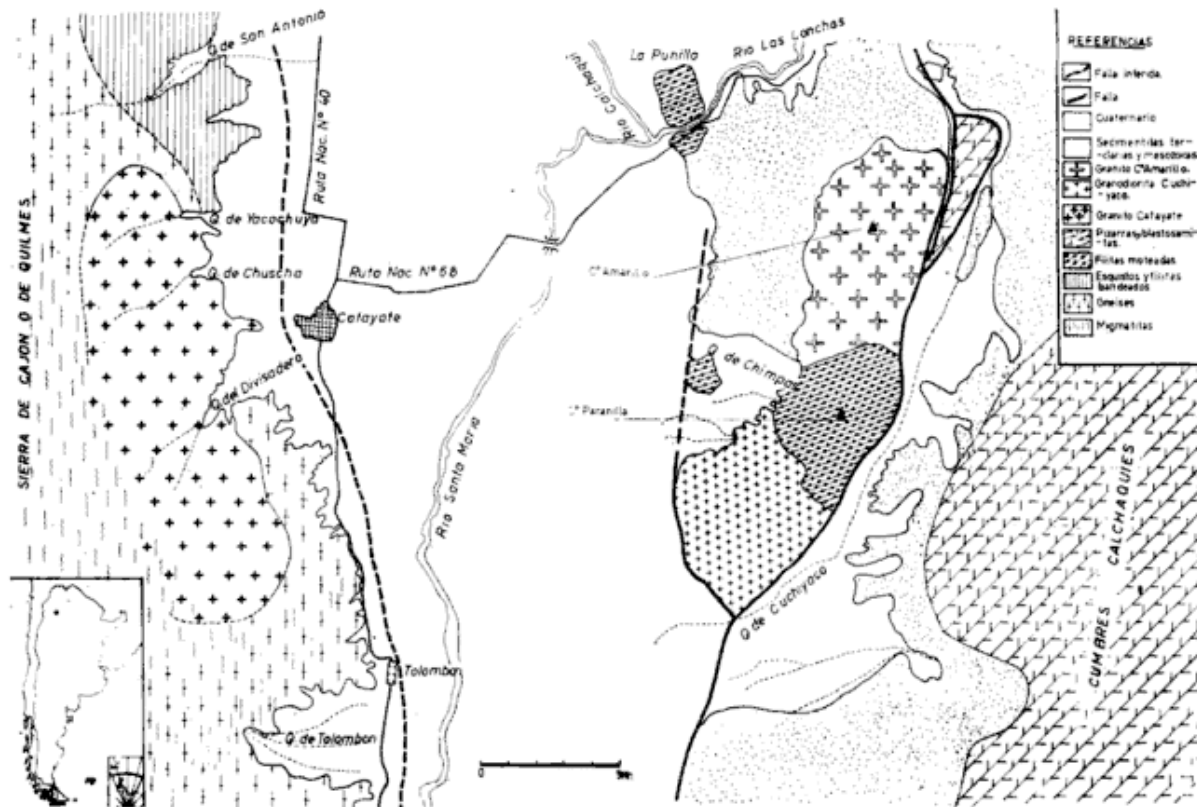 Q de San Antonio
Ruta Nac. Nº 40
SIERRA DE CAJON O DE QUILMES
Q. de Yacochuya
Q. de Chuscha
Ruta Nac. Nº 68
Cafayate
Q. del Divisadero
Rio Santa Maria
Tolombon
Q. de Tolombon
Rio Calchaqui
La Punilla
Rio Las Conchas
Cº Amarillo
Q. de Chimpa
Cº Paranilla
Q de Cuchiyaco
CUMBRES CALCHAQUIES
0
REFERENCIAS
Falla inferida.
Falla
Cuaternario
Sedimentitas ter-
ciarias y mesozoicas
Granito Cº Amarillo.
Granodiorita Cuchi-
yaco.
Granito Cafayate
Pizarras y blastosami-
tas.
Filitas moteadas
Esquistos y filitas
bandeados
Gneises
Migmatitas